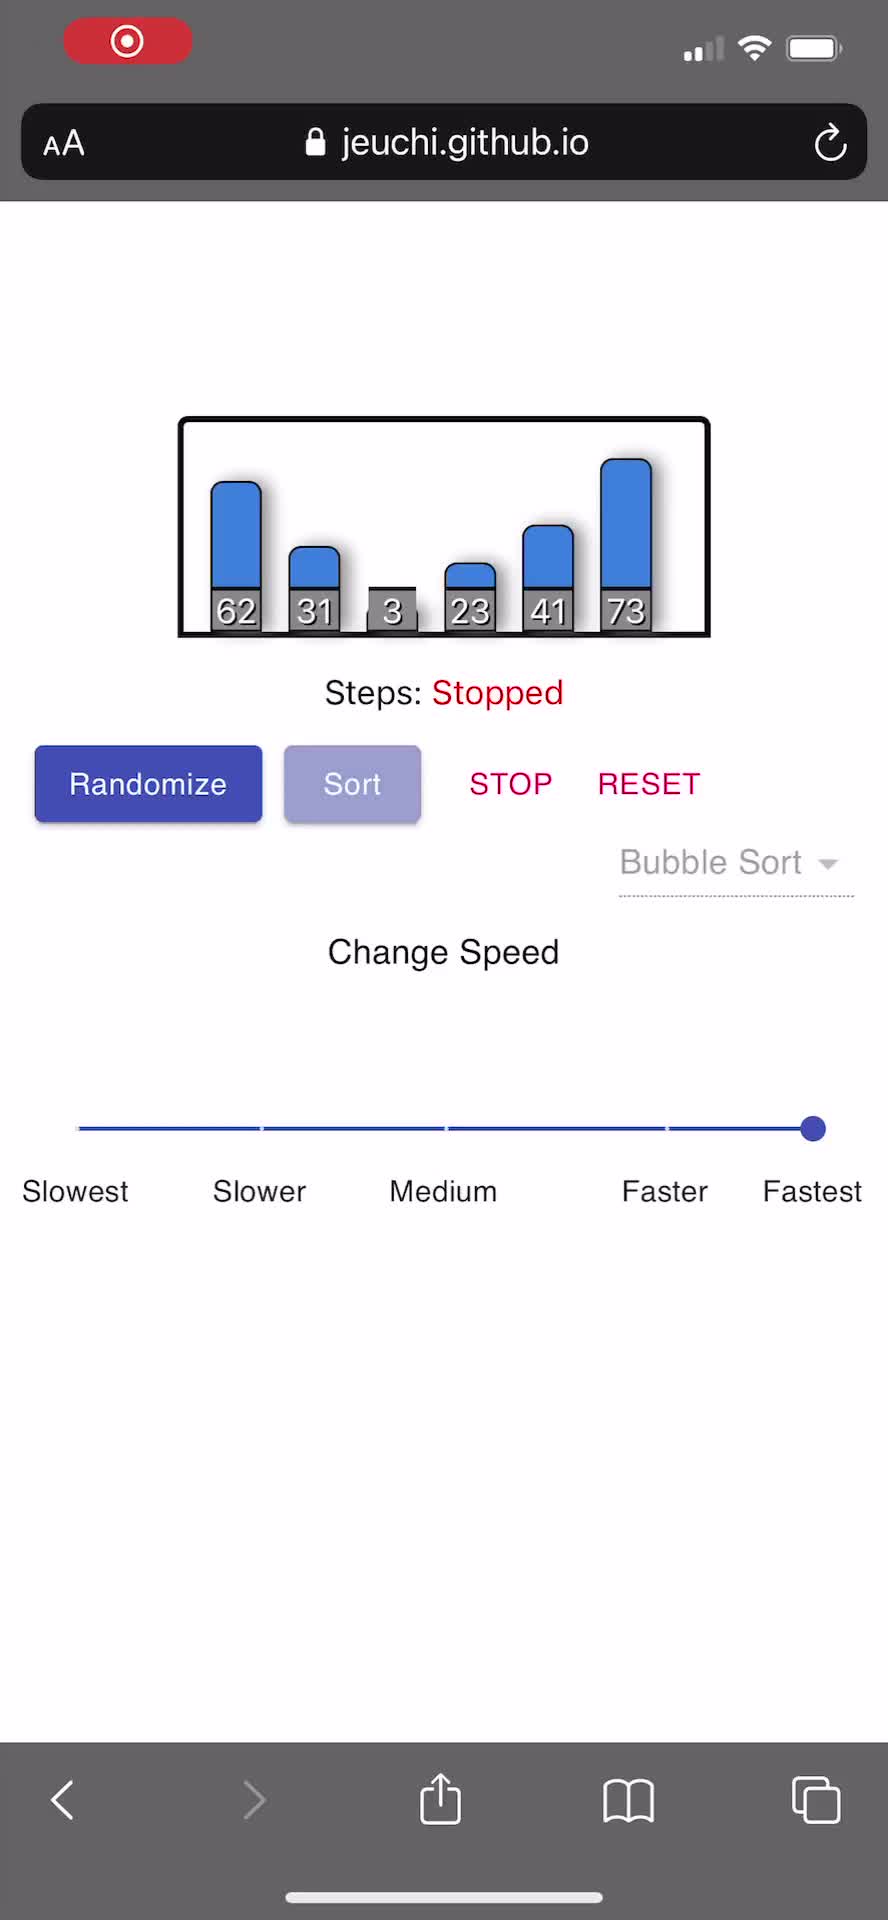 AA jeuchi.github.io
62 31 3 23 41 73
Steps: Stopped
Randomize Sort STOP RESET
Bubble Sort
Change Speed
Slowest Slower Medium Faster Fastest